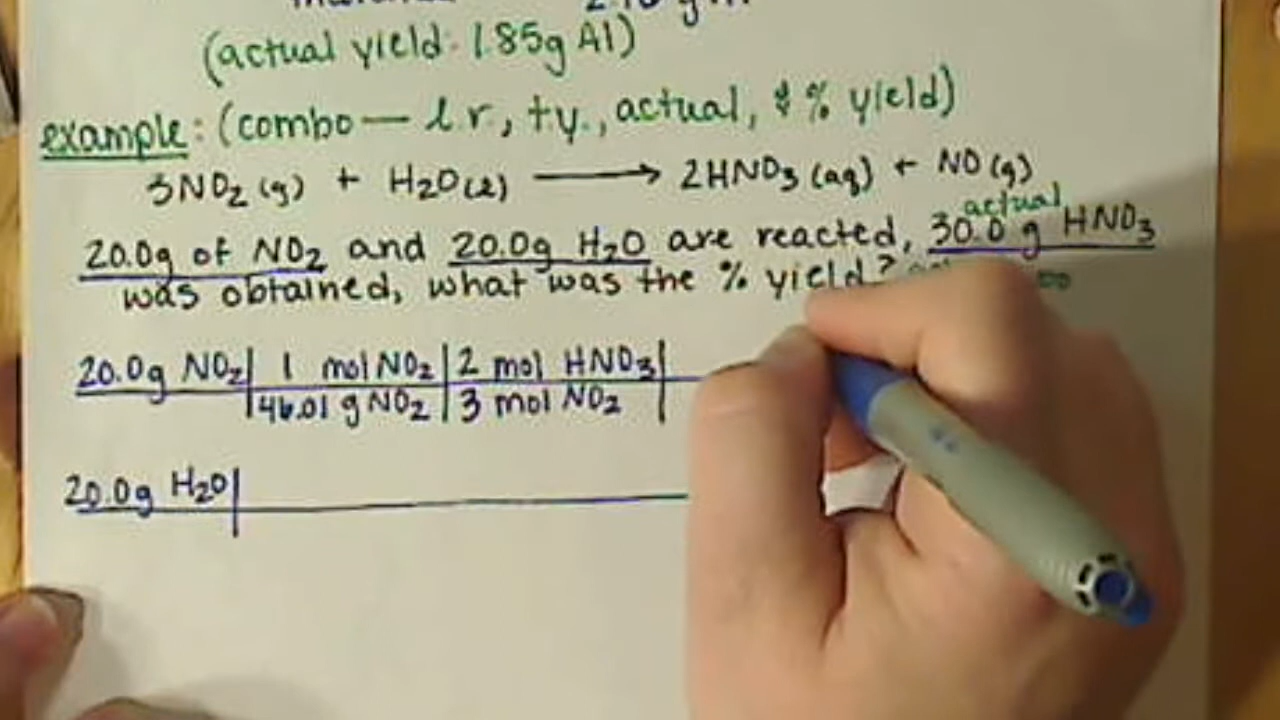 (actual yield: 1.85g Al)
example: (combo — l.r., t.y., actual, & % yield)
3NO₂(g) + H₂O(l) ⟶ 2HNO₃(aq) + NO(g)
actual
20.0g of NO₂ and 20.0g H₂O are reacted, 30.0 g HNO₃
was obtained, what was the % yield?
20.0g NO₂ | 1 mol NO₂ | 2 mol HNO₃ |
| 46.01 g NO₂ | 3 mol NO₂ |
20.0g H₂O |